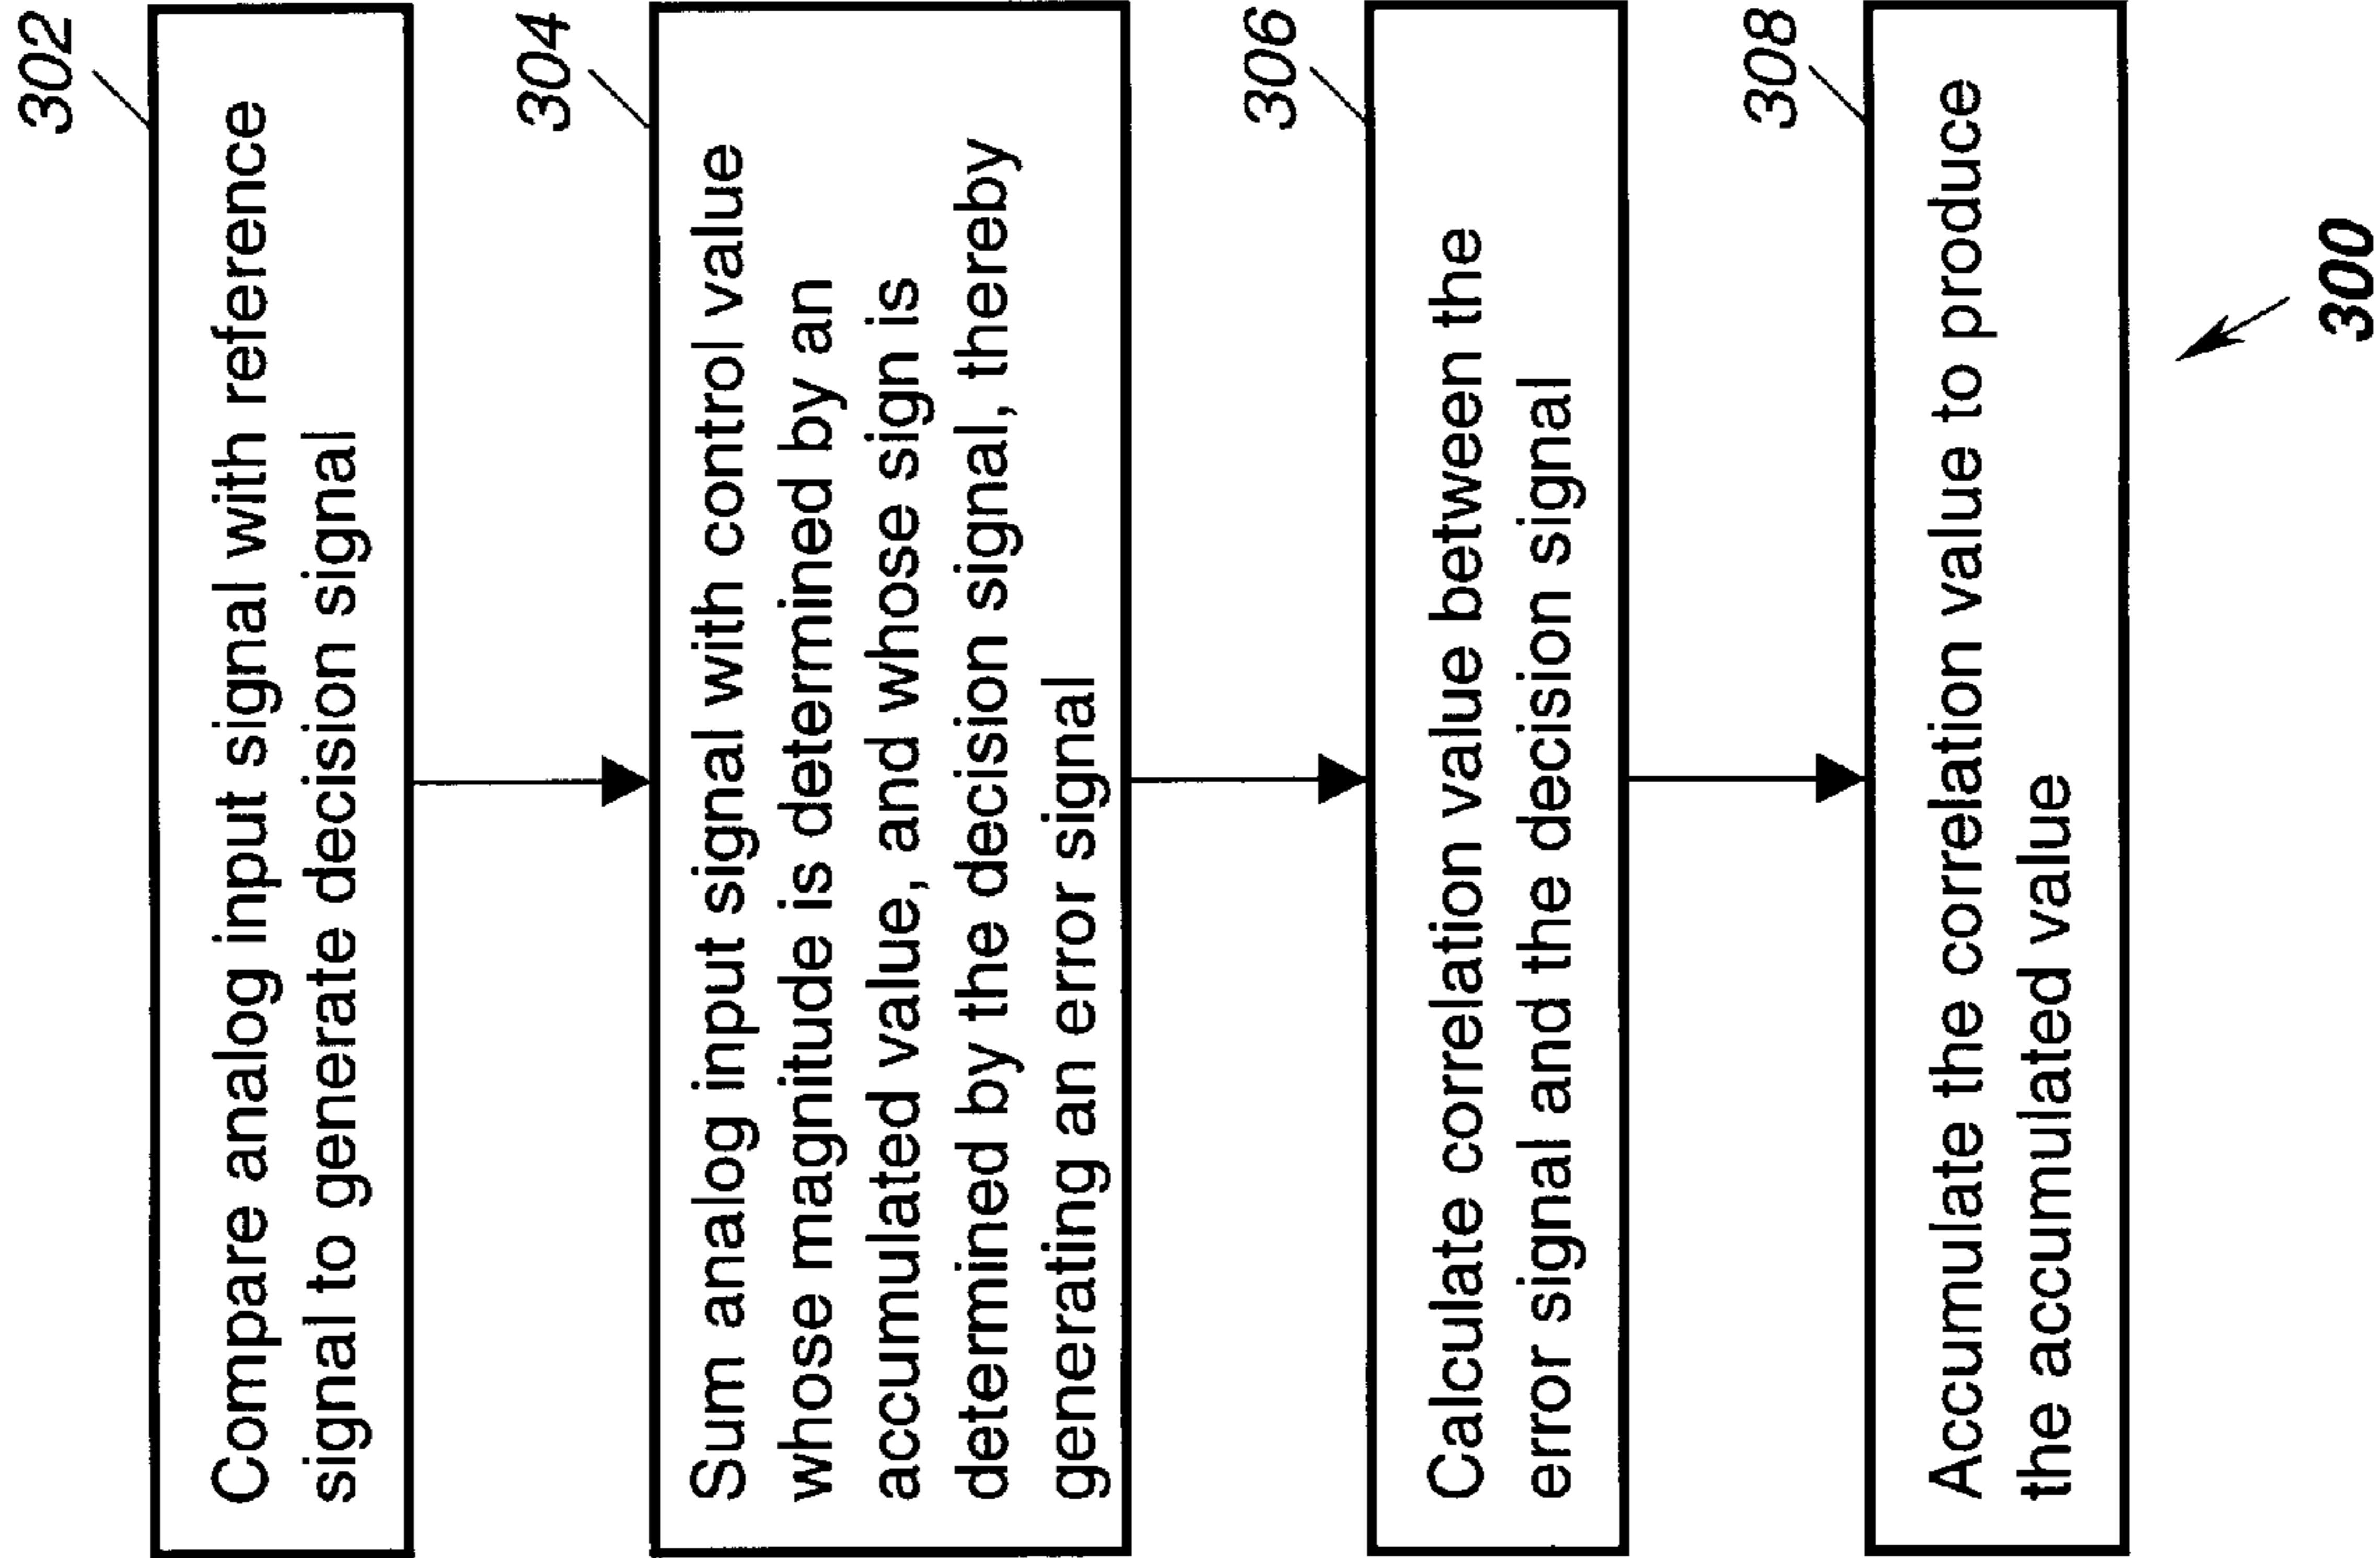 302
Compare analog input signal with reference
signal to generate decision signal
304
Sum analog input signal with control value
whose magnitude is determined by an
accumulated value, and whose sign is
determined by the decision signal, thereby
generating an error signal
306
Calculate correlation value between the
error signal and the decision signal
308
Accumulate the correlation value to produce
the accumulated value
300